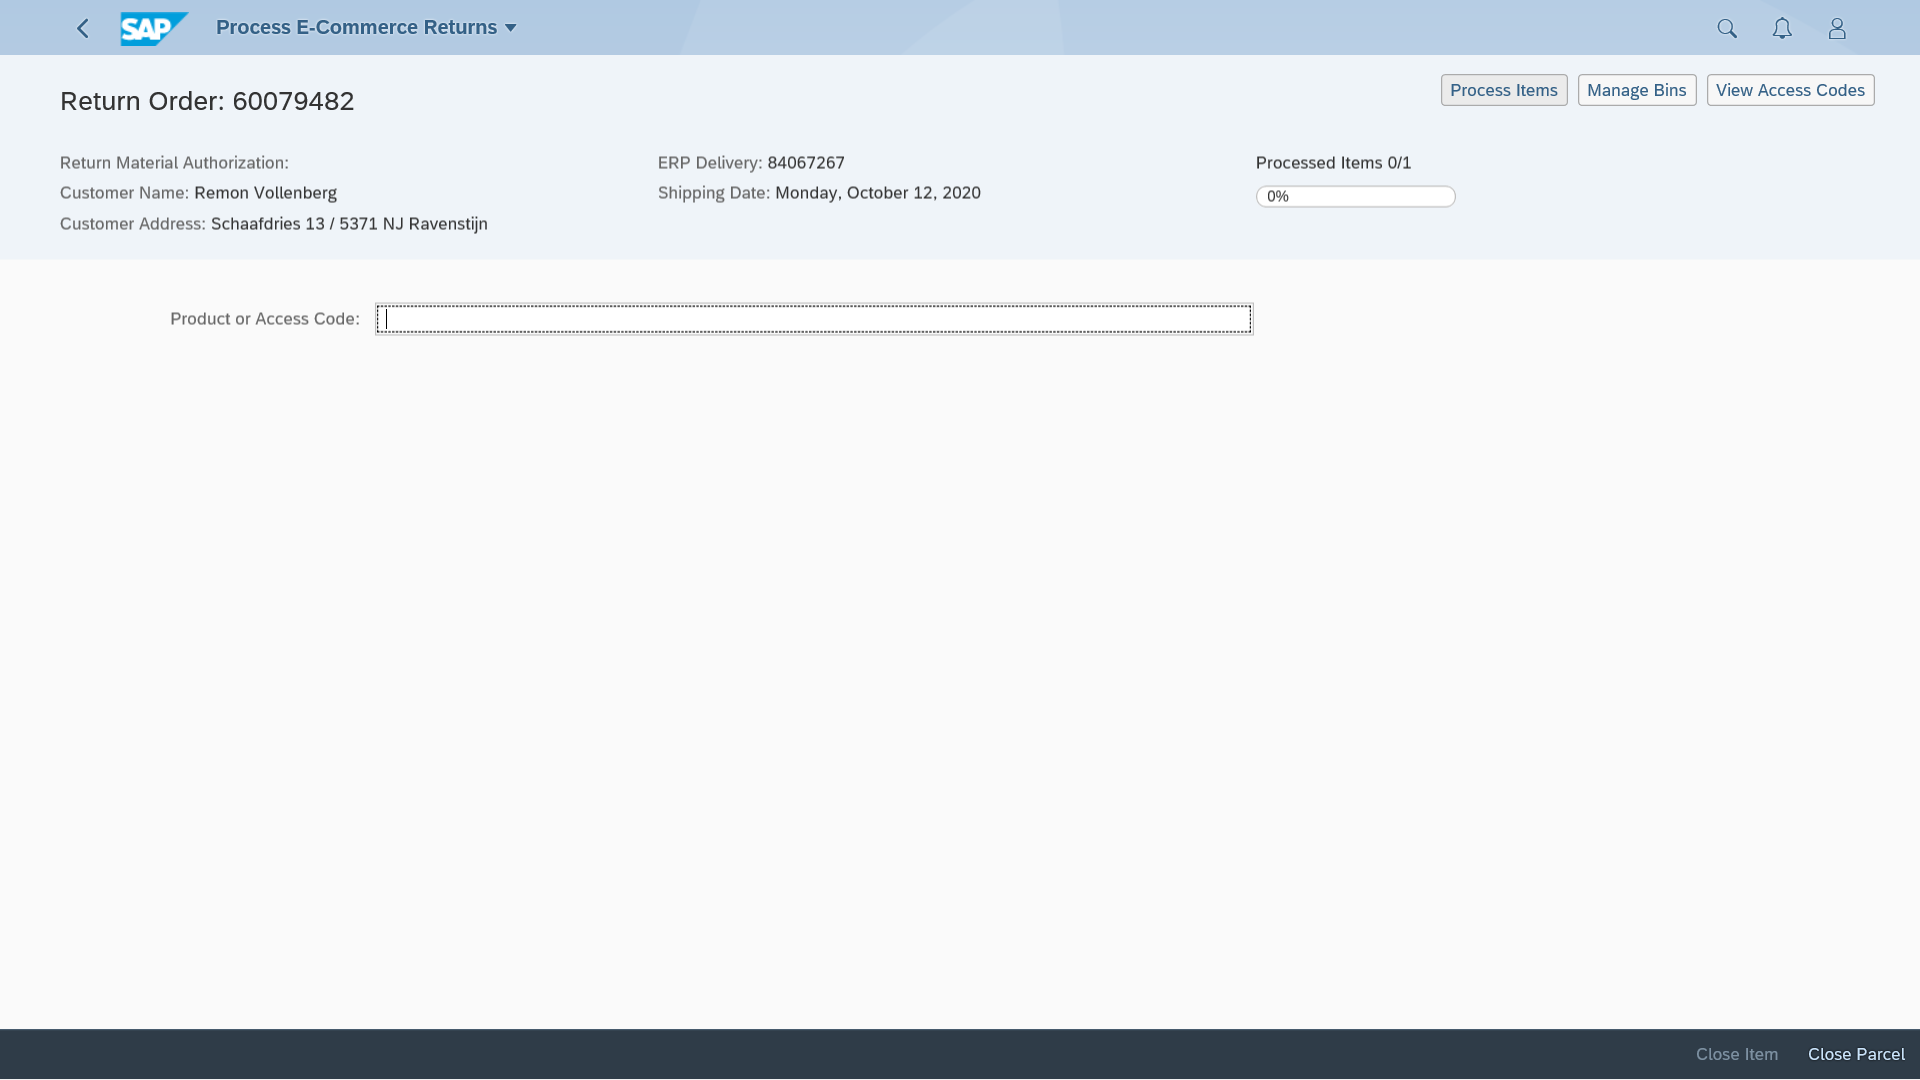 SAP
Process E-Commerce Returns
Return Order: 60079482
Process Items
Manage Bins
View Access Codes
Return Material Authorization:
Customer Name: Remon Vollenberg
Customer Address: Schaafdries 13 / 5371 NJ Ravenstijn
ERP Delivery: 84067267
Shipping Date: Monday, October 12, 2020
Processed Items 0/1
0%
Product or Access Code:
Close Item
Close Parcel